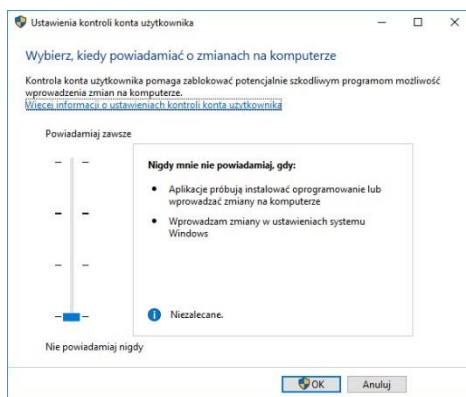 Ustawienia kontroli konta użytkownika
Wybierz, kiedy powiadamiać o zmianach na komputerze
Kontrola konta użytkownika pomaga zablokować potencjalnie szkodliwym programom możliwość
wprowadzenia zmian na komputerze.
Więcej informacji o ustawieniach kontroli konta użytkownika
Powiadamiaj zawsze
Nigdy mnie nie powiadamiaj, gdy:
• Aplikacje próbują instalować oprogramowanie lub
wprowadzać zmiany na komputerze
• Wprowadzam zmiany w ustawieniach systemu
Windows
Niezalecane.
Nie powiadamiaj nigdy
OK Anuluj